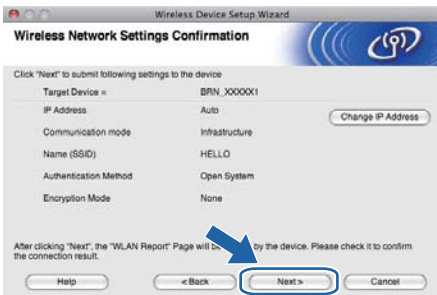 Wireless Device Setup Wizard
Wireless Network Settings Confirmation
Click "Next" to submit following settings to the device
Target Device = BRN_XXXXX1
IP Address Auto
Change IP Address
Communication mode Infrastructure
Name (SSID) HELLO
Authentication Method Open System
Encryption Mode None
After clicking "Next", the "WLAN Report" Page will by the device. Please check it to confirm
the connection result.
Help <Back Next> Cancel